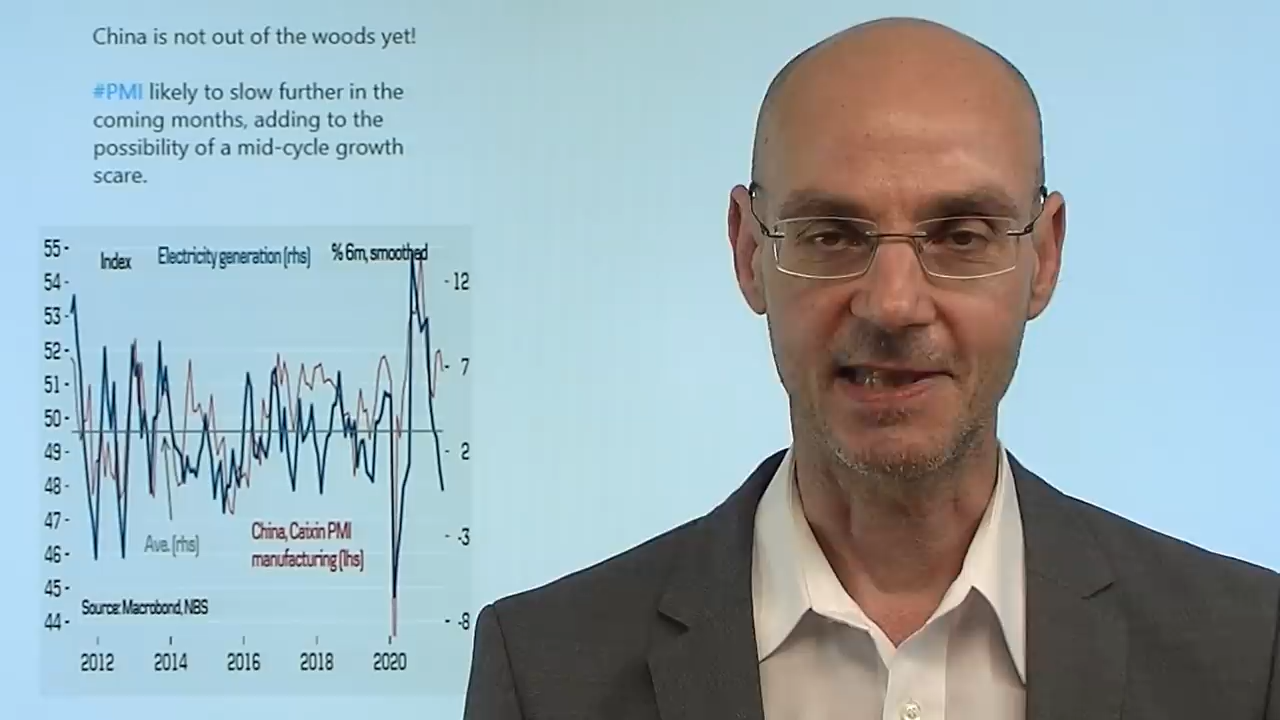 China is not out of the woods yet!
#PMI likely to slow further in the
coming months, adding to the
possibility of a mid-cycle growth
scare.
Index Electricity generation (rhs) % 6m, smoothed
55
54
53
52
51
50
49
48
47
46
45
44
12
7
2
-3
-8
Ave. (rhs)
China, Caixin PMI
manufacturing (lhs)
Source: Macrobond, NBS
2012 2014 2016 2018 2020